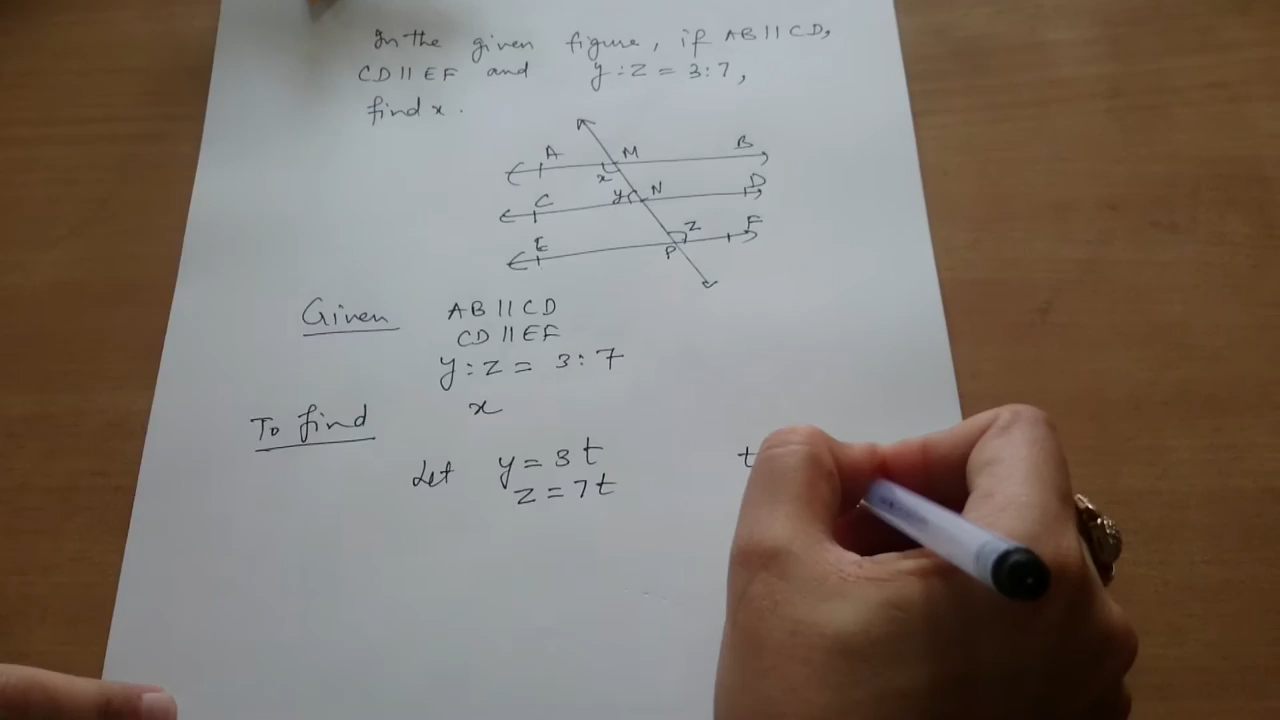 In the given figure, if AB || CD,
CD || EF and y : z = 3 : 7,
find x.
A M B
x
C y N D
E P z F
Given AB || CD
CD || EF
y : z = 3 : 7
To find x
Let y = 3t t
z = 7t